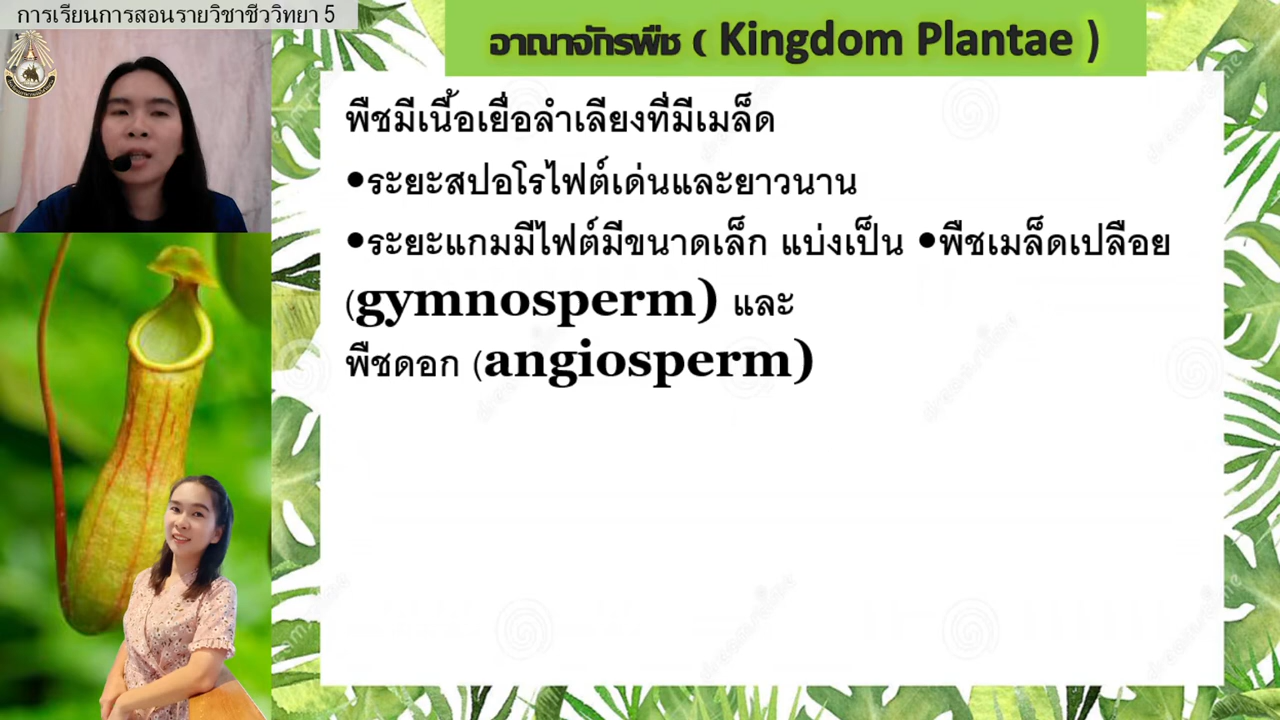 การเรียนการสอนรายวิชาชีววิทยา 5
อาณาจักรพืช ( Kingdom Plantae )
พืชมีเนื้อเยื่อลำเลียงที่มีเมล็ด
•ระยะสปอโรไฟต์เด่นและยาวนาน
•ระยะแกมมีไฟต์มีขนาดเล็ก แบ่งเป็น •พืชเมล็ดเปลือย
(gymnosperm) และ
พืชดอก (angiosperm)